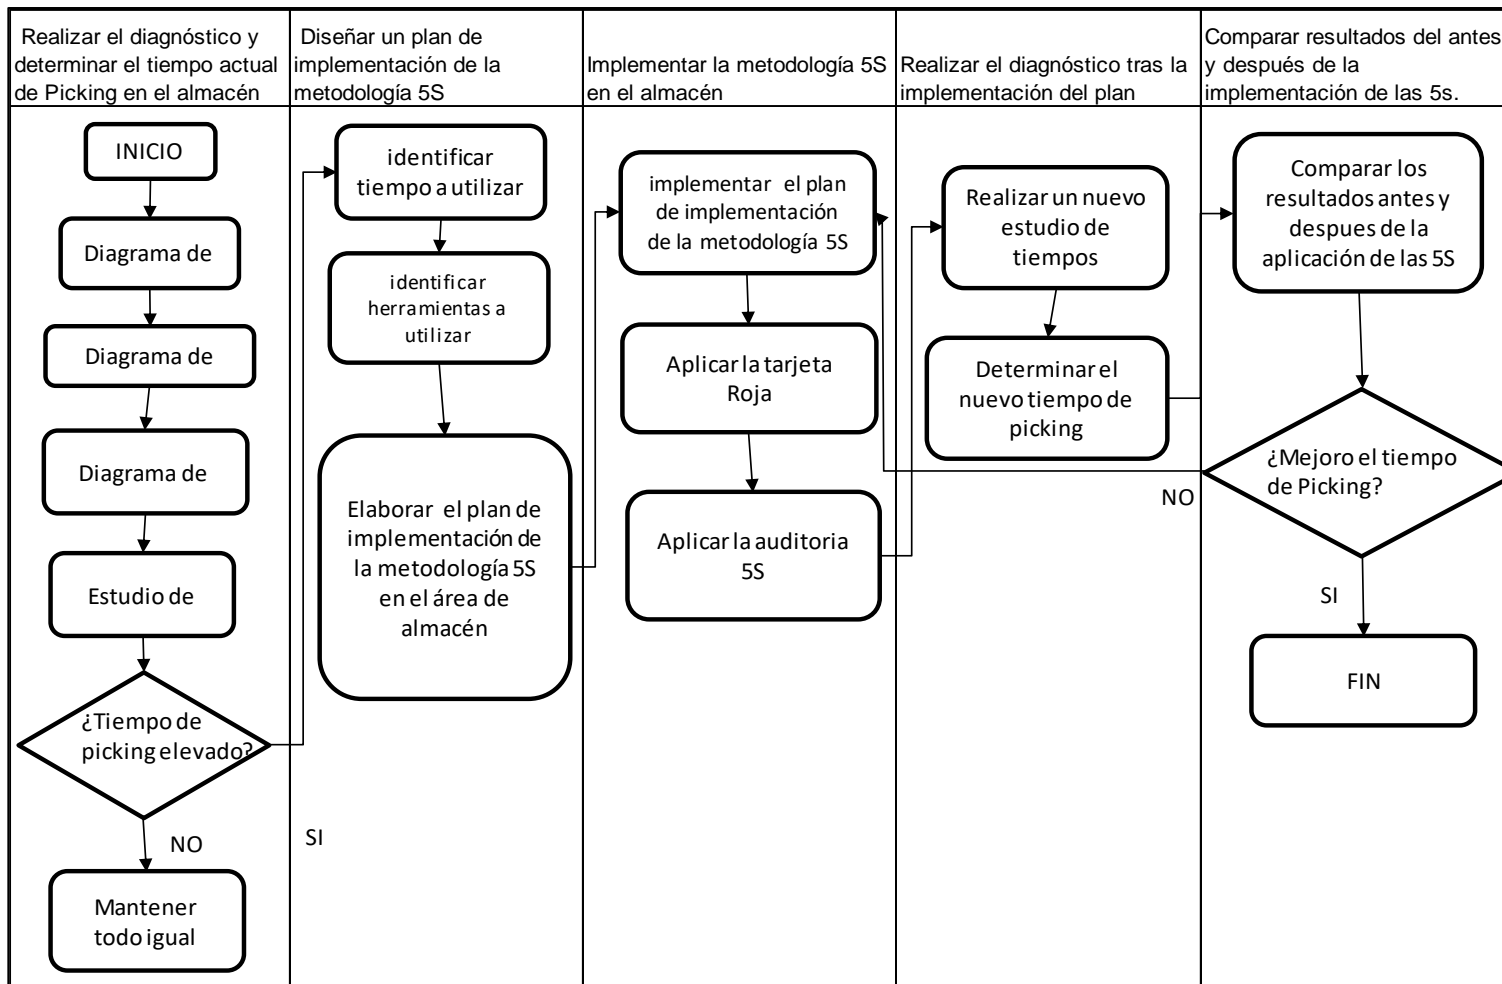 Realizar el diagnóstico y
determinar el tiempo actual
de Picking en el almacén
Diseñar un plan de
implementación de la
metodología 5S
Implementar la metodología 5S
en el almacén
Realizar el diagnóstico tras la
implementación del plan
Comparar resultados del antes
y después de la
implementación de las 5s.
INICIO
Diagrama de
Diagrama de
Diagrama de
Estudio de
¿Tiempo de
picking elevado?
NO
Mantener
todo igual
SI
identificar
tiempo a utilizar
identificar
herramientas a
utilizar
Elaborar el plan de
implementación de
la metodología 5S
en el área de
almacén
implementar el plan
de implementación
de la metodología 5S
Aplicar la tarjeta
Roja
Aplicar la auditoria
5S
Realizar un nuevo
estudio de
tiempos
Determinar el
nuevo tiempo de
picking
Comparar los
resultados antes y
despues de la
aplicación de las 5S
¿Mejoro el tiempo
de Picking?
NO
SI
FIN